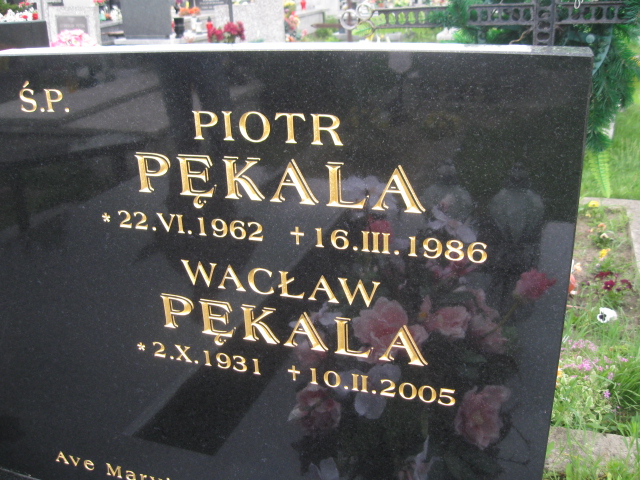 Ś.P.
PIOTR
PĘKALA
* 22.VI.1962 † 16.III.1986
WACŁAW
PĘKALA
* 2.X.1931 † 10.II.2005
Ave